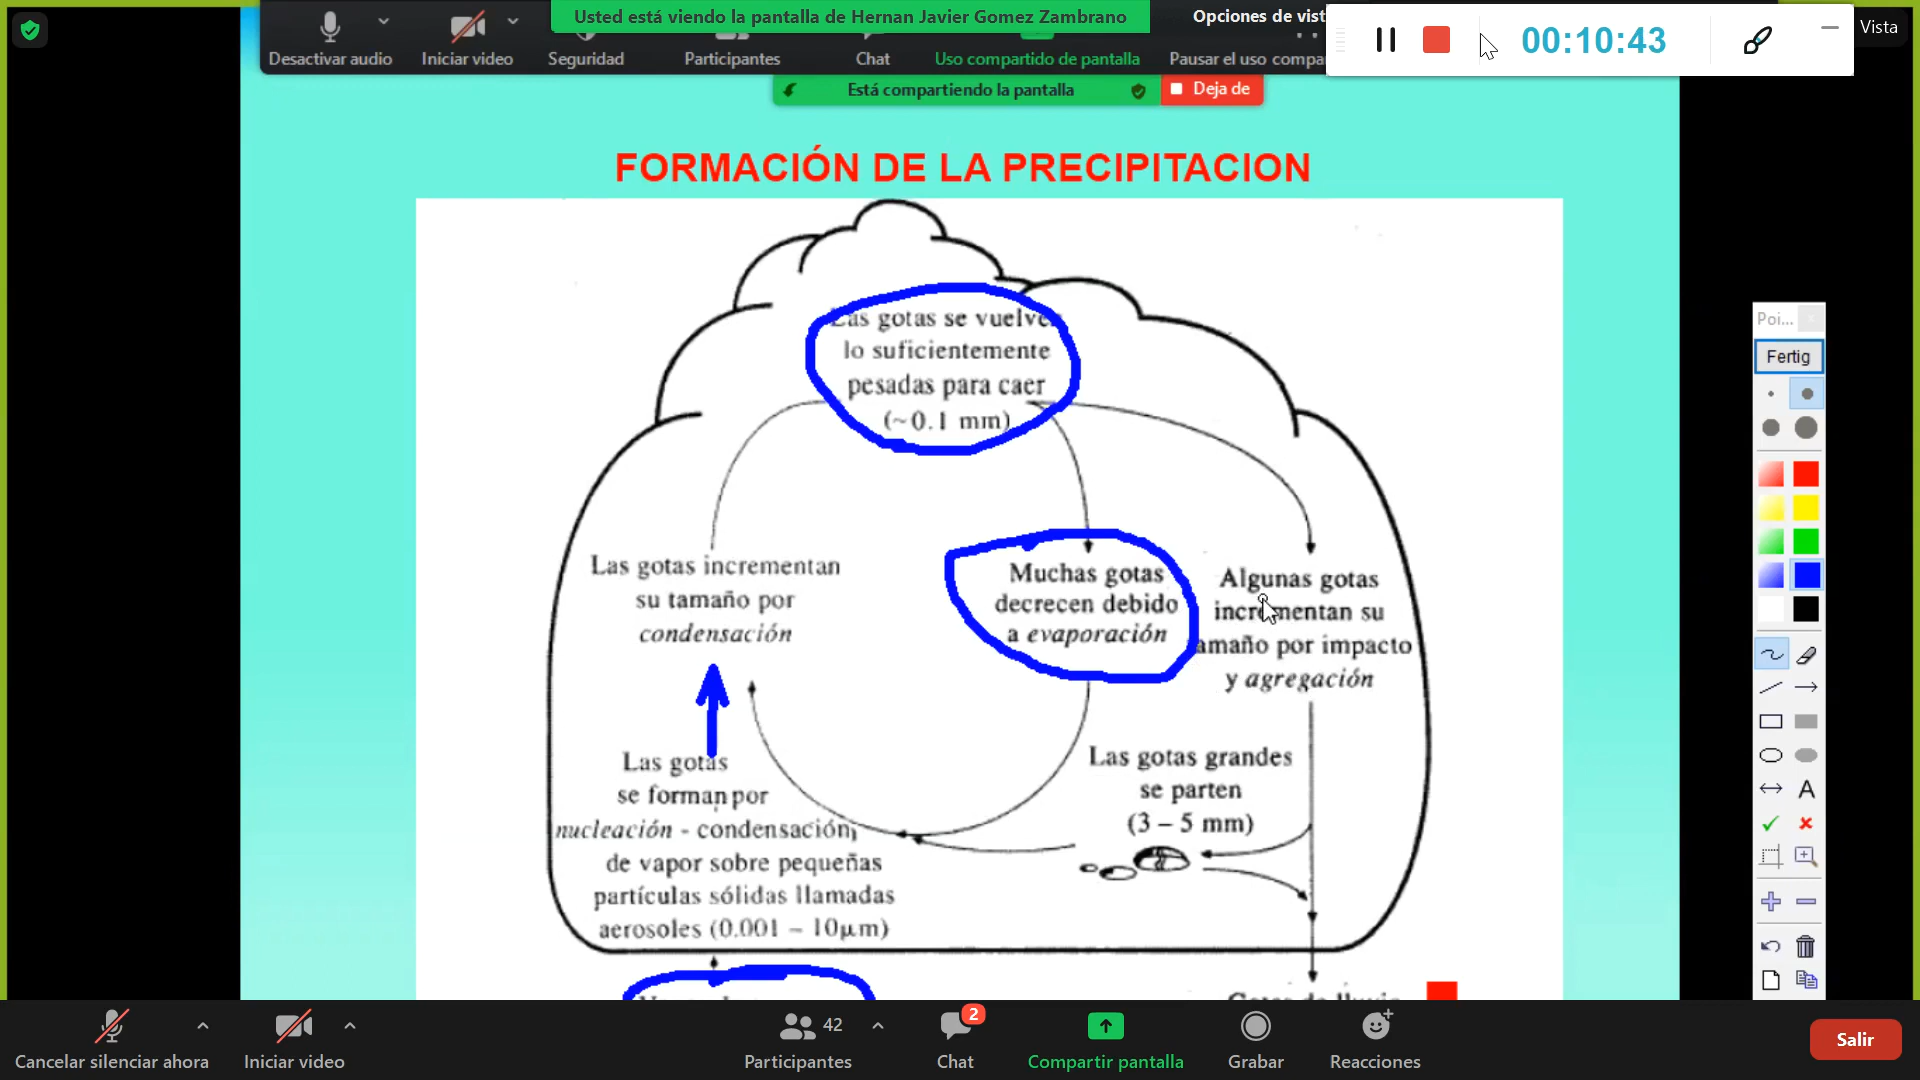 Usted está viendo la pantalla de Hernan Javier Gomez Zambrano
Opciones de vist
00:10:43
Vista
Desactivar audio
Iniciar video
Seguridad
Participantes
Chat
Uso compartido de pantalla
Pausar el uso compa
Está compartiendo la pantalla
Deja de
FORMACIÓN DE LA PRECIPITACION
Las gotas se vuelve
lo suficientemente
pesadas para caer
(~0.1 mm)
Las gotas incrementan
su tamaño por
condensación
Muchas gotas
decrecen debido
a evaporación
Algunas gotas
incrementan su
amaño por impacto
y agregación
Las gotas
se forman por
nucleación - condensación
de vapor sobre pequeñas
partículas sólidas llamadas
aerosoles (0.001 – 10μm)
Las gotas grandes
se parten
(3 – 5 mm)
Poi...
Fertig
A
Cancelar silenciar ahora
Iniciar video
42
Participantes
2
Chat
Compartir pantalla
Grabar
Reacciones
Salir